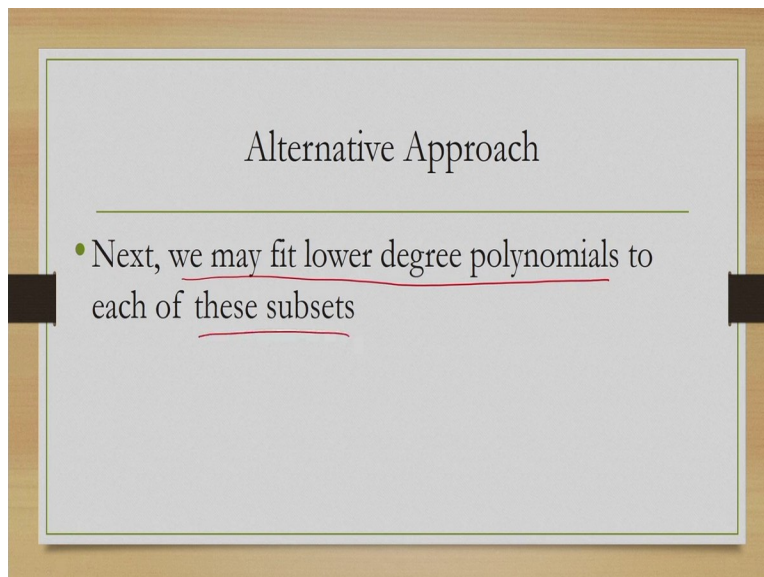 Alternative Approach
•Next, we may fit lower degree polynomials to
each of these subsets